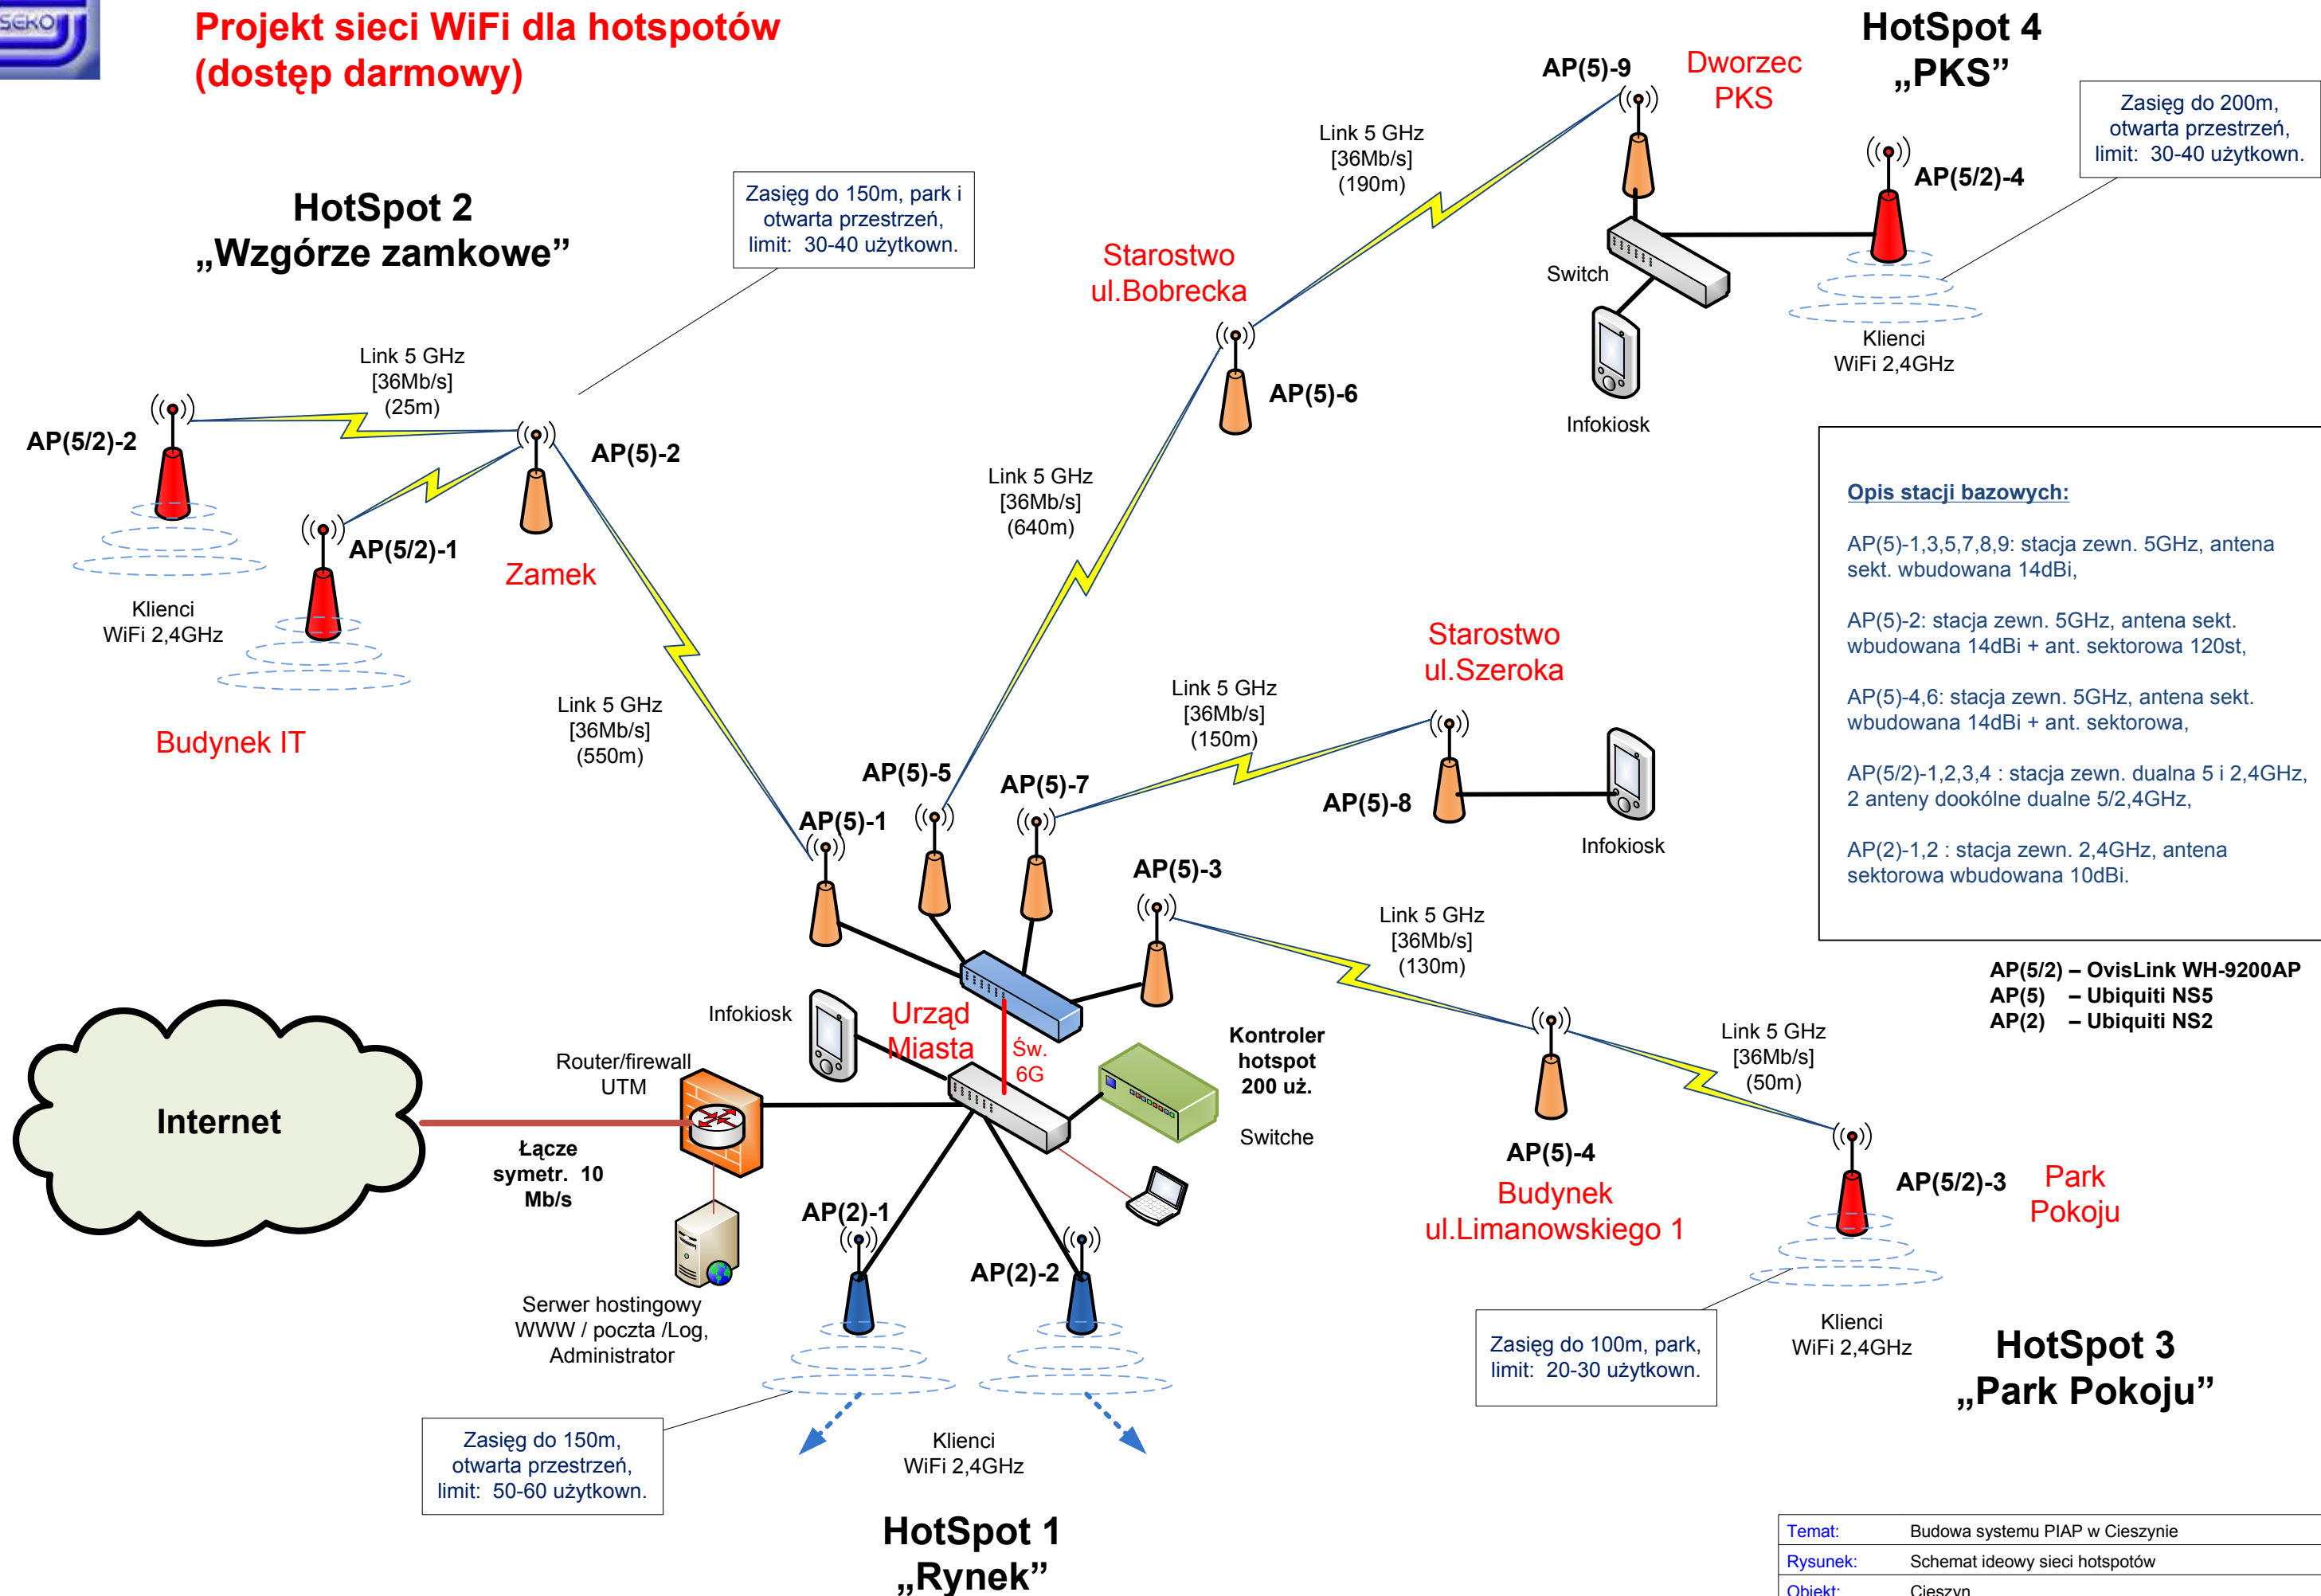 SEKO
Projekt sieci WiFi dla hotspotów
(dostęp darmowy)
HotSpot 4
„PKS”
AP(5)-9
Dworzec
PKS
Zasięg do 200m,
otwarta przestrzeń,
limit: 30-40 użytkown.
Link 5 GHz
[36Mb/s]
(190m)
AP(5/2)-4
HotSpot 2
„Wzgórze zamkowe”
Zasięg do 150m, park i
otwarta przestrzeń,
limit: 30-40 użytkown.
Starostwo
ul.Bobrecka
Switch
Klienci
WiFi 2,4GHz
Infokiosk
Link 5 GHz
[36Mb/s]
(25m)
AP(5/2)-2
AP(5)-2
AP(5)-6
Link 5 GHz
[36Mb/s]
(640m)
AP(5/2)-1
Zamek
Klienci
WiFi 2,4GHz
Budynek IT
Opis stacji bazowych:
AP(5)-1,3,5,7,8,9: stacja zewn. 5GHz, antena
sekt. wbudowana 14dBi,
AP(5)-2: stacja zewn. 5GHz, antena sekt.
wbudowana 14dBi + ant. sektorowa 120st,
AP(5)-4,6: stacja zewn. 5GHz, antena sekt.
wbudowana 14dBi + ant. sektorowa,
AP(5/2)-1,2,3,4 : stacja zewn. dualna 5 i 2,4GHz,
2 anteny dookólne dualne 5/2,4GHz,
AP(2)-1,2 : stacja zewn. 2,4GHz, antena
sektorowa wbudowana 10dBi.
Starostwo
ul.Szeroka
Link 5 GHz
[36Mb/s]
(550m)
Link 5 GHz
[36Mb/s]
(150m)
AP(5)-5
AP(5)-7
AP(5)-1
AP(5)-8
Infokiosk
AP(5)-3
Link 5 GHz
[36Mb/s]
(130m)
AP(5/2) – OvisLink WH-9200AP
AP(5) – Ubiquiti NS5
AP(2) – Ubiquiti NS2
Infokiosk
Urząd
Miasta
Św.
6G
Kontroler
hotspot
200 uż.
Switche
Link 5 GHz
[36Mb/s]
(50m)
Router/firewall
UTM
Internet
Łącze
symetr. 10
Mb/s
AP(5)-4
Budynek
ul.Limanowskiego 1
AP(5/2)-3
Park
Pokoju
AP(2)-1
AP(2)-2
Serwer hostingowy
WWW / poczta /Log,
Administrator
Zasięg do 100m, park,
limit: 20-30 użytkown.
Klienci
WiFi 2,4GHz
HotSpot 3
„Park Pokoju”
Zasięg do 150m,
otwarta przestrzeń,
limit: 50-60 użytkown.
Klienci
WiFi 2,4GHz
HotSpot 1
„Rynek”
Temat: Budowa systemu PIAP w Cieszynie
Rysunek: Schemat ideowy sieci hotspotów
Obiekt: Cieszyn